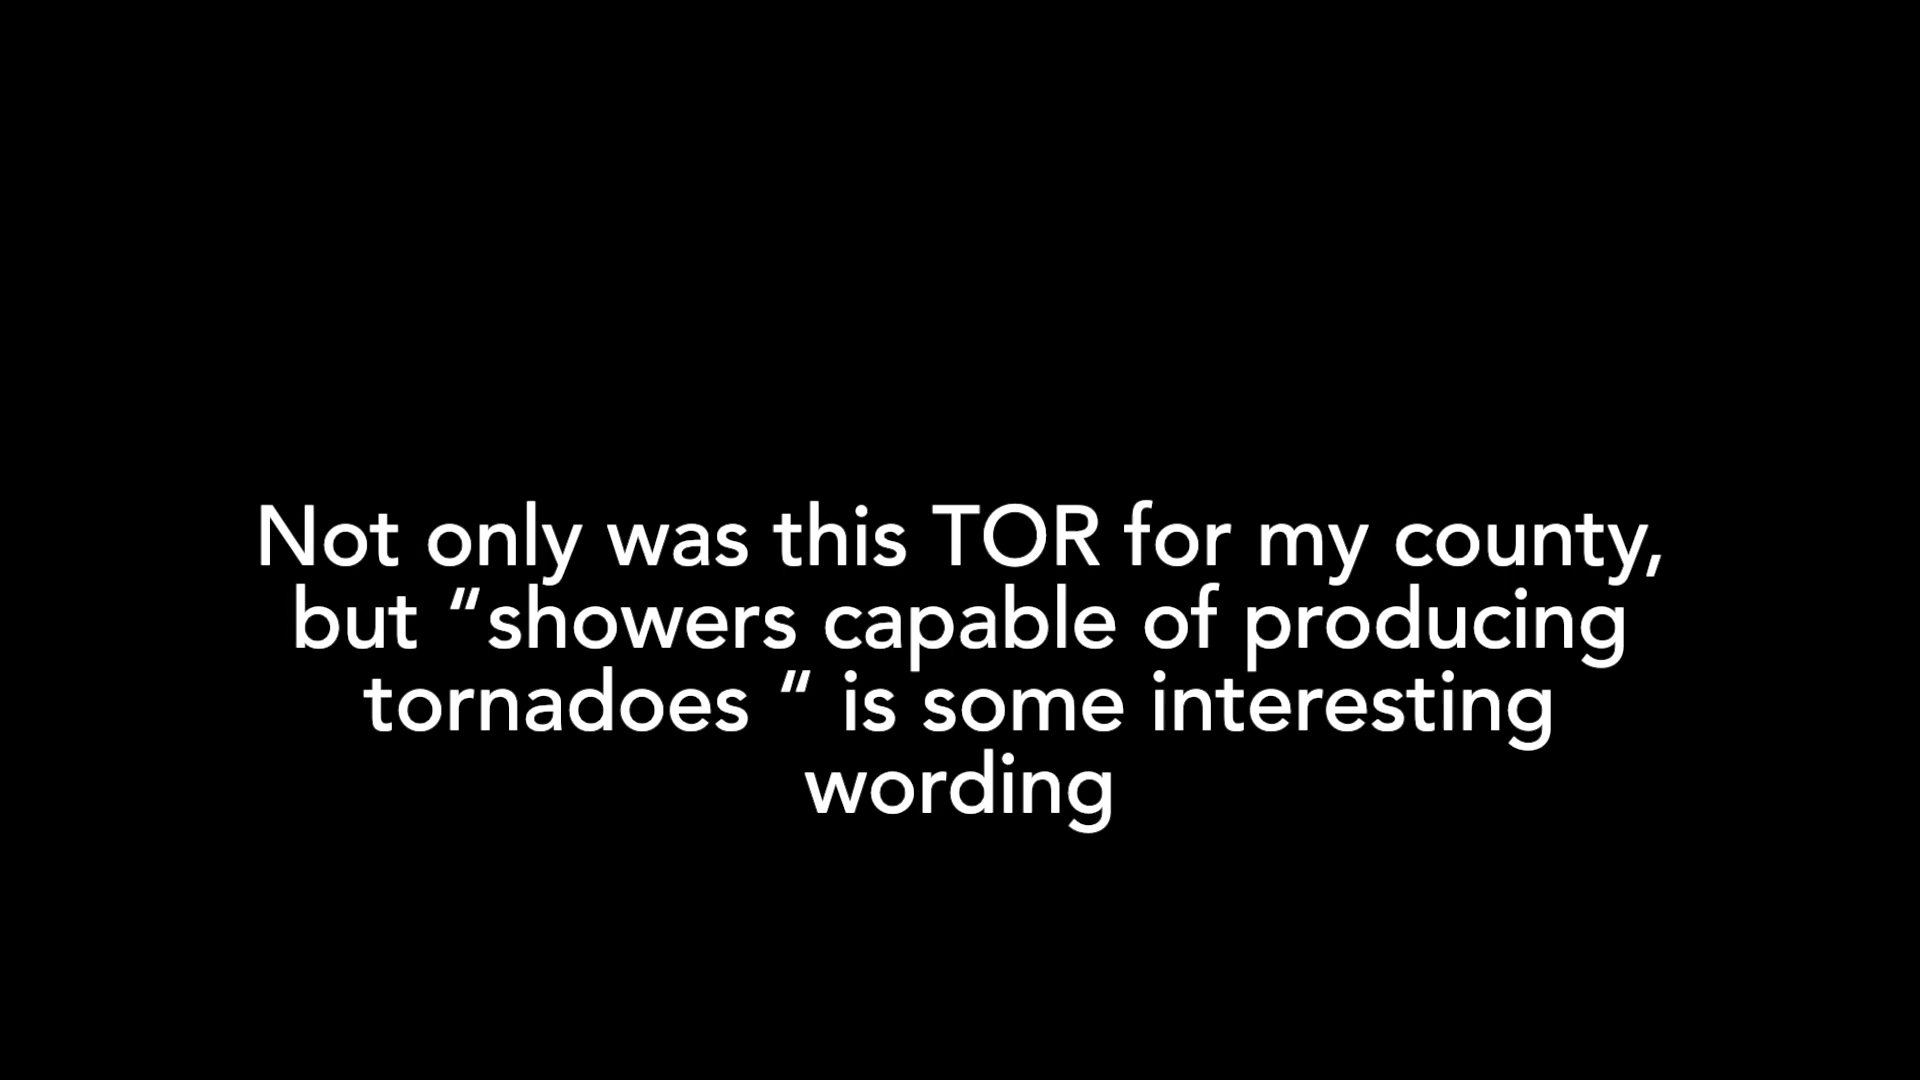 Not only was this TOR for my county,
but “showers capable of producing
tornadoes “ is some interesting
wording